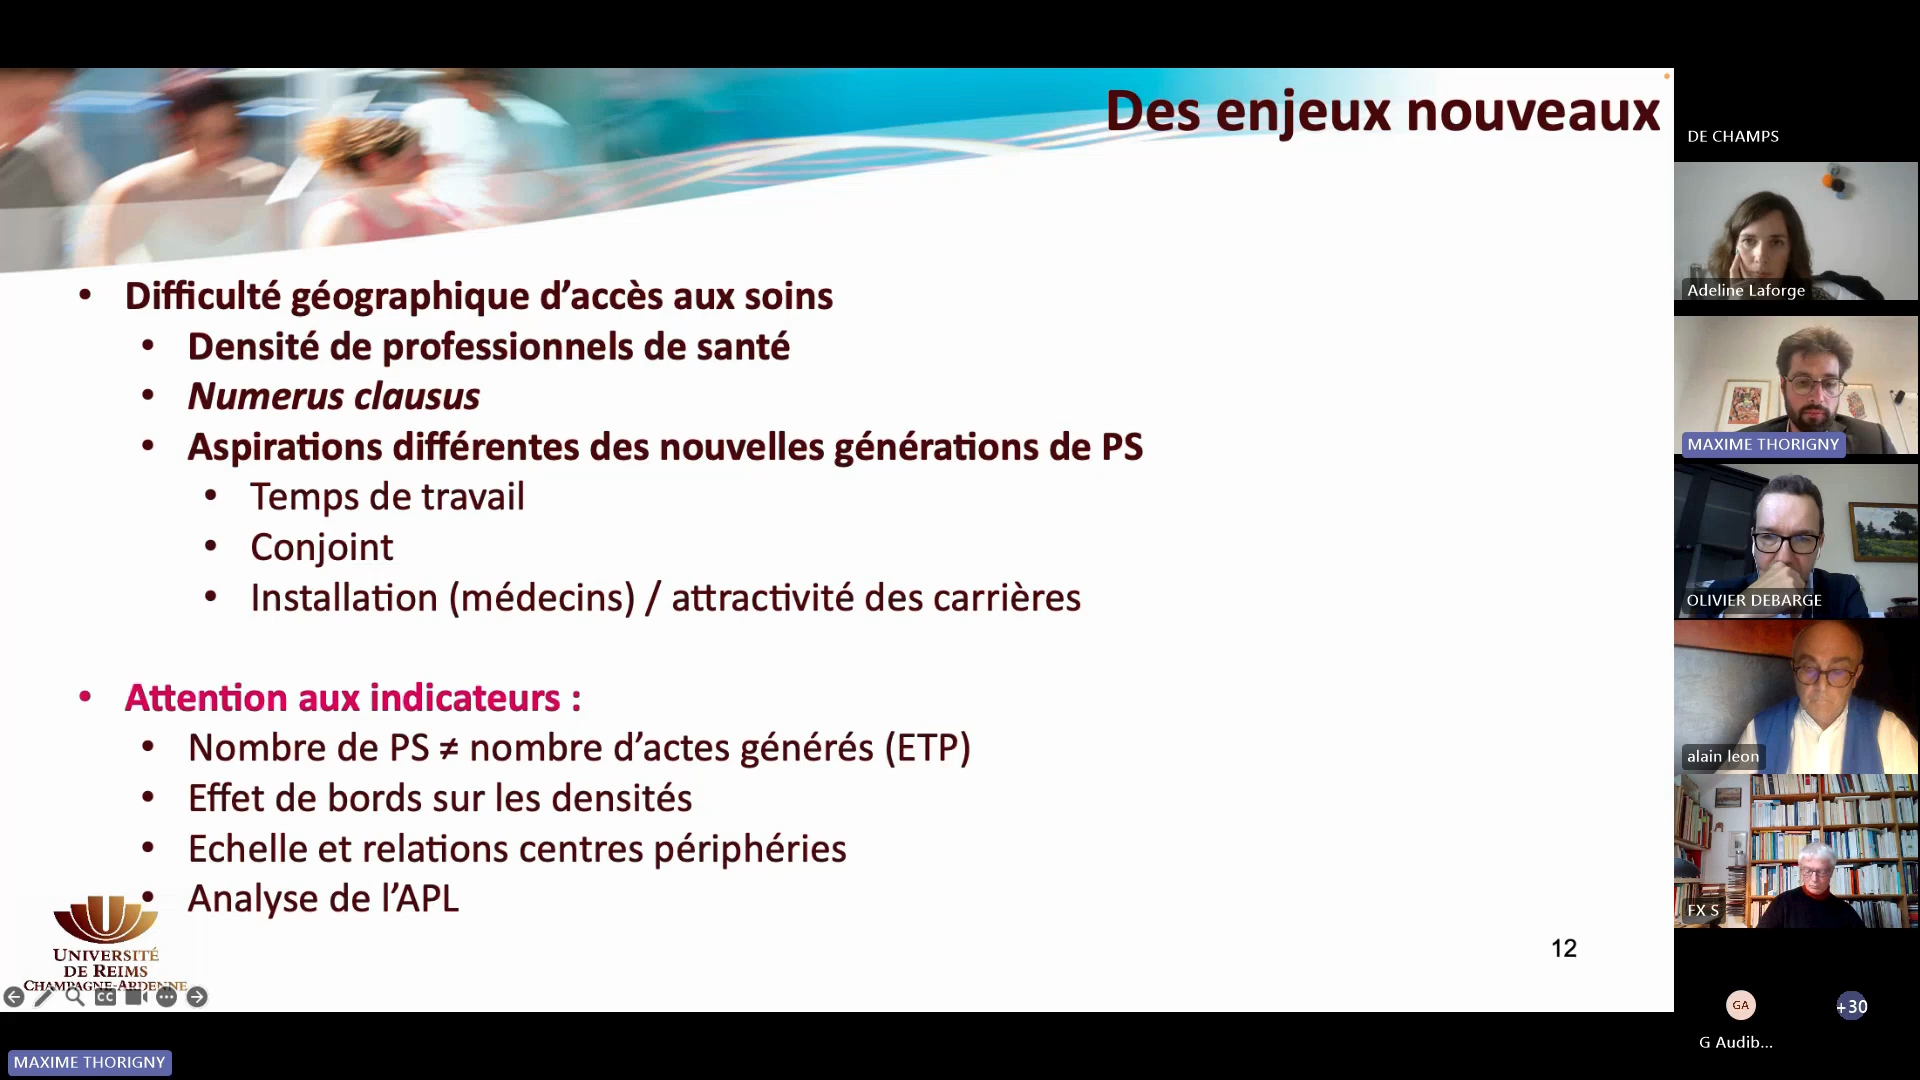 Des enjeux nouveaux
• Difficulté géographique d’accès aux soins
• Densité de professionnels de santé
• Numerus clausus
• Aspirations différentes des nouvelles générations de PS
• Temps de travail
• Conjoint
• Installation (médecins) / attractivité des carrières
• Attention aux indicateurs :
• Nombre de PS ≠ nombre d’actes générés (ETP)
• Effet de bords sur les densités
• Echelle et relations centres périphéries
• Analyse de l’APL
UNIVERSITÉ
DE REIMS
CHAMPAGNE-ARDENNE
12
CC
MAXIME THORIGNY
DE CHAMPS
Adeline Laforge
MAXIME THORIGNY
OLIVIER DEBARGE
alain leon
FX S
GA
+30
G Audib...